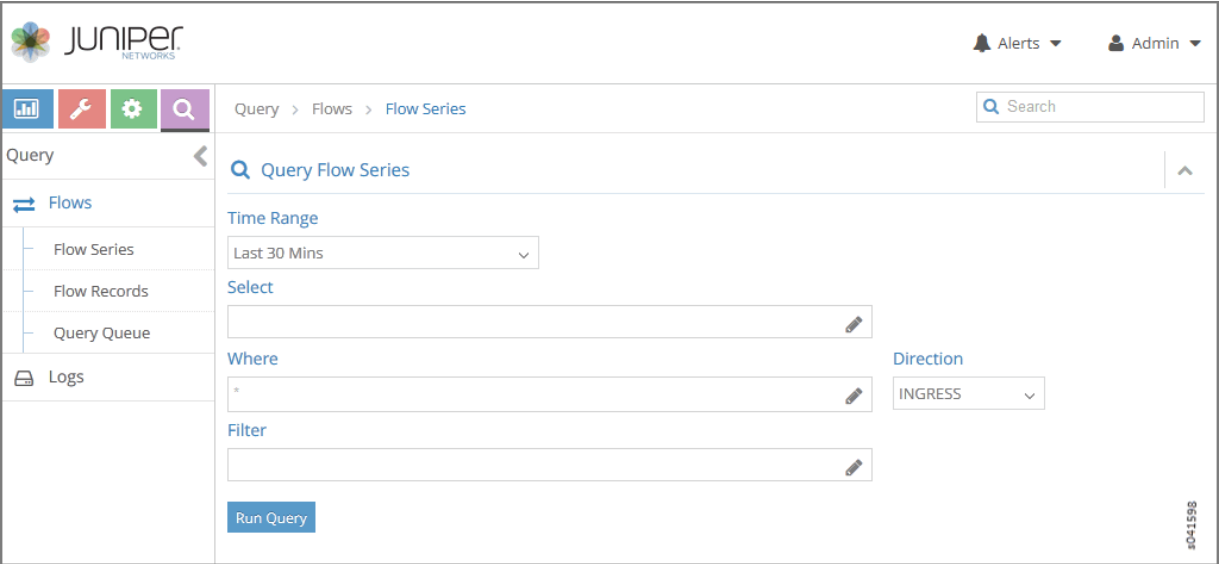 JUNIPER
NETWORKS
Alerts
Admin
Query > Flows > Flow Series
Search
Query
Flows
Flow Series
Flow Records
Query Queue
Logs
Query Flow Series
Time Range
Last 30 Mins
Select
Where
*
Direction
INGRESS
Filter
Run Query
s041598